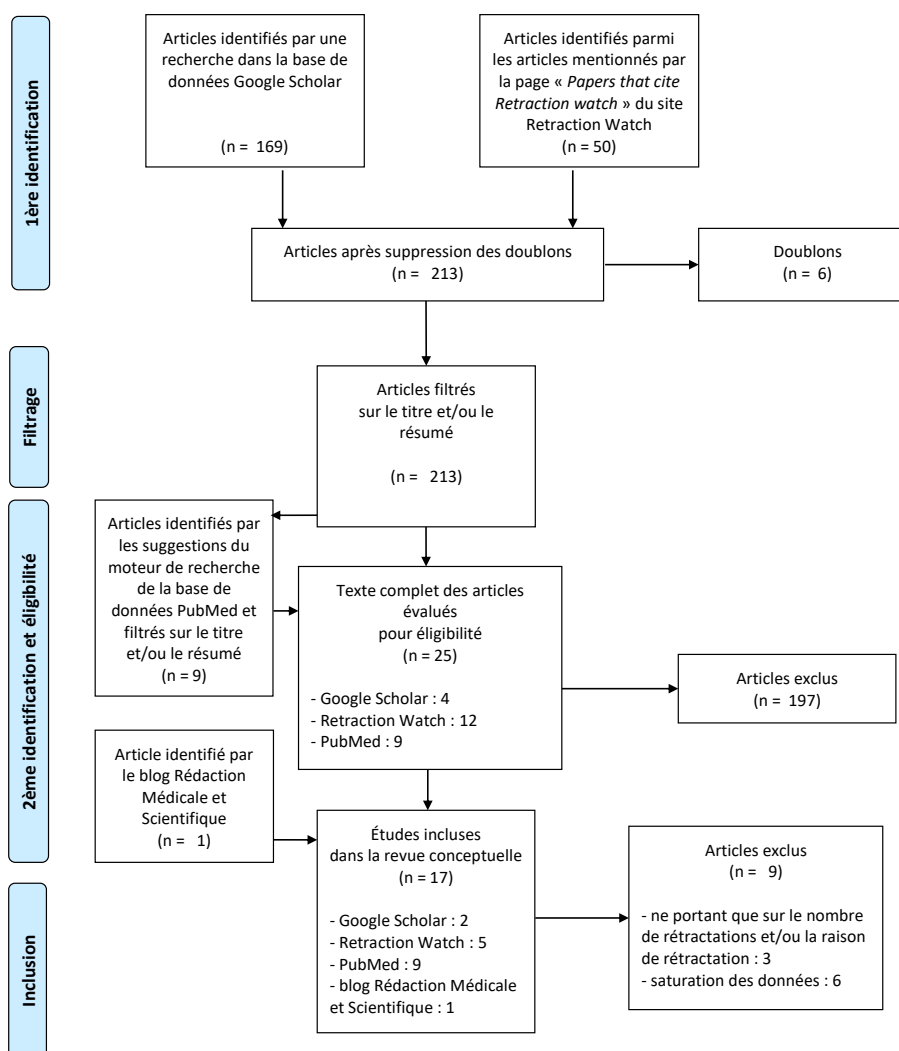 1ère identification
Articles identifiés par une
recherche dans la base de
données Google Scholar
(n = 169)
Articles identifiés parmi
les articles mentionnés par
la page « Papers that cite
Retraction watch » du site
Retraction Watch
(n = 50)
Articles après suppression des doublons
(n = 213)
Doublons
(n = 6)
Filtrage
Articles filtrés
sur le titre et/ou le
résumé
(n = 213)
2ème identification et éligibilité
Articles identifiés par
les suggestions du
moteur de recherche
de la base de
données PubMed et
filtrés sur le titre
et/ou le résumé
(n = 9)
Texte complet des articles
évalués
pour éligibilité
(n = 25)
- Google Scholar : 4
- Retraction Watch : 12
- PubMed : 9
Articles exclus
(n = 197)
Article identifié par
le blog Rédaction
Médicale et
Scientifique
(n = 1)
Inclusion
Études incluses
dans la revue conceptuelle
(n = 17)
- Google Scholar : 2
- Retraction Watch : 5
- PubMed : 9
- blog Rédaction Médicale
et Scientifique : 1
Articles exclus
(n = 9)
- ne portant que sur le nombre
de rétractations et/ou la raison
de rétractation : 3
- saturation des données : 6